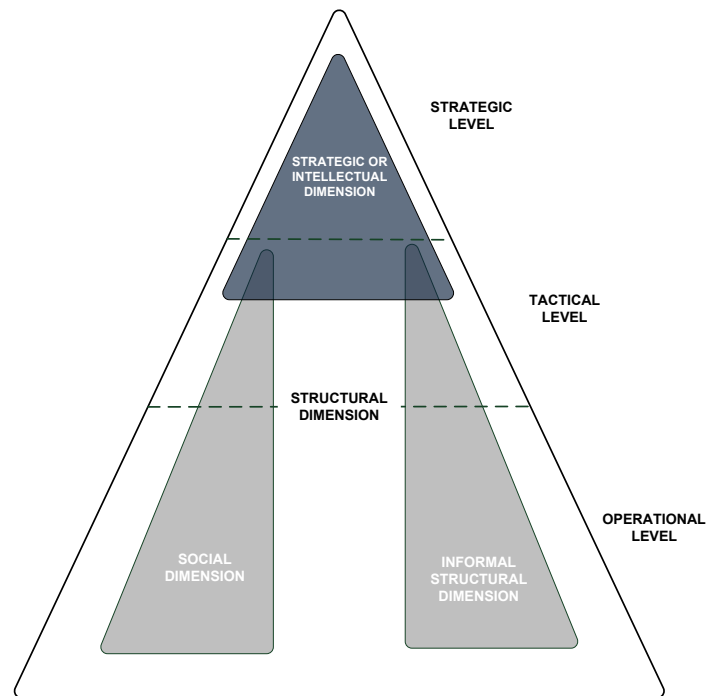 STRATEGIC
LEVEL
STRATEGIC OR
INTELLECTUAL
DIMENSION
TACTICAL
LEVEL
STRUCTURAL
DIMENSION
OPERATIONAL
LEVEL
SOCIAL
DIMENSION
INFORMAL
STRUCTURAL
DIMENSION